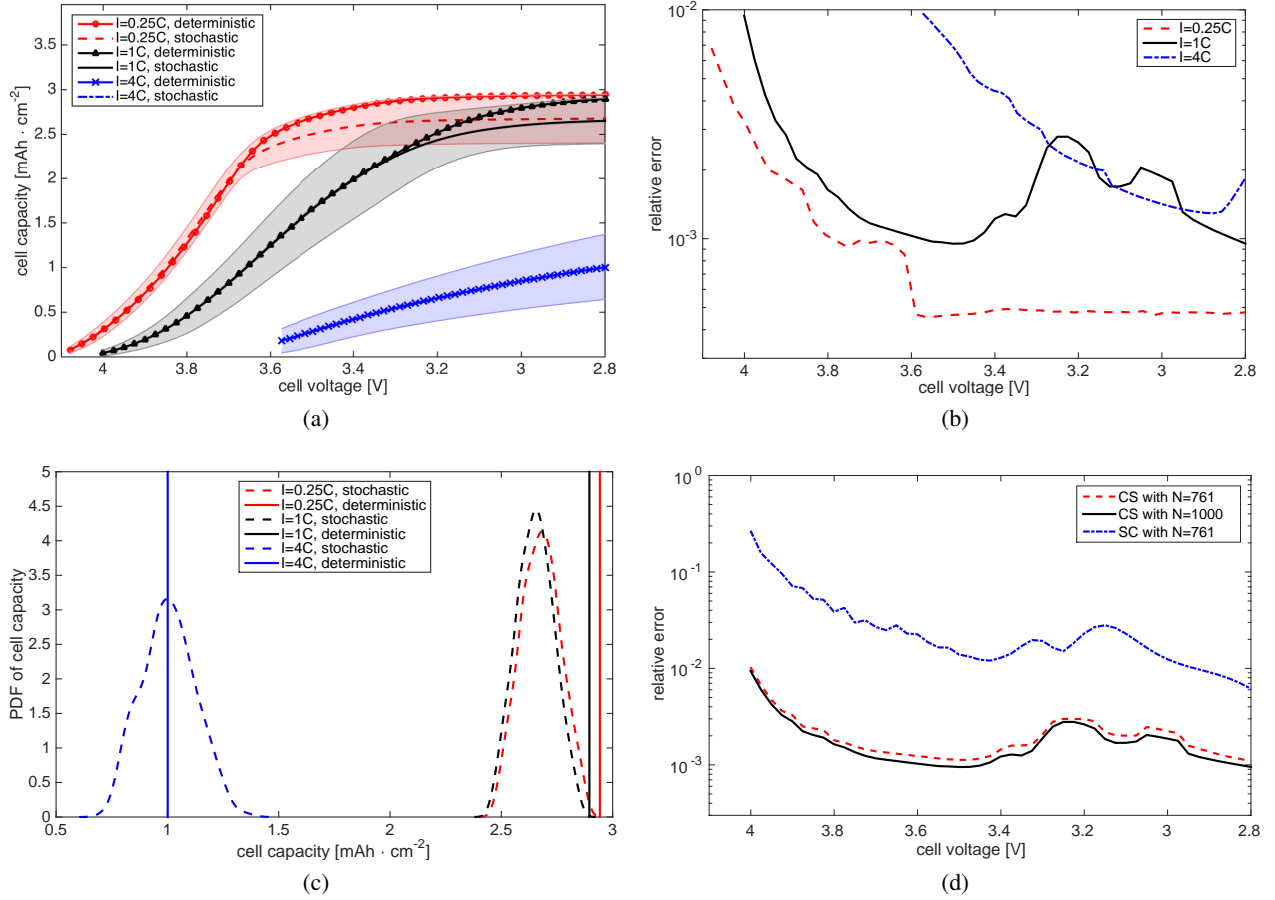 I=0.25C, deterministic
I=0.25C, stochastic
I=1C, deterministic
I=1C, stochastic
I=4C, deterministic
I=4C, stochastic
3.5
3
2.5
2
1.5
1
0.5
0
cell capacity [mAh · cm-2]
4
3.8
3.6
3.4
3.2
3
2.8
cell voltage [V]
(a)
I=0.25C
I=1C
I=4C
10-2
10-3
relative error
4
3.8
3.6
3.4
3.2
3
2.8
cell voltage [V]
(b)
I=0.25C, stochastic
I=0.25C, deterministic
I=1C, stochastic
I=1C, deterministic
I=4C, stochastic
I=4C, deterministic
5
4.5
4
3.5
3
2.5
2
1.5
1
0.5
0
PDF of cell capacity
0.5
1
1.5
2
2.5
3
cell capacity [mAh · cm-2]
(c)
CS with N=761
CS with N=1000
SC with N=761
100
10-1
10-2
10-3
relative error
4
3.8
3.6
3.4
3.2
3
2.8
cell voltage [V]
(d)